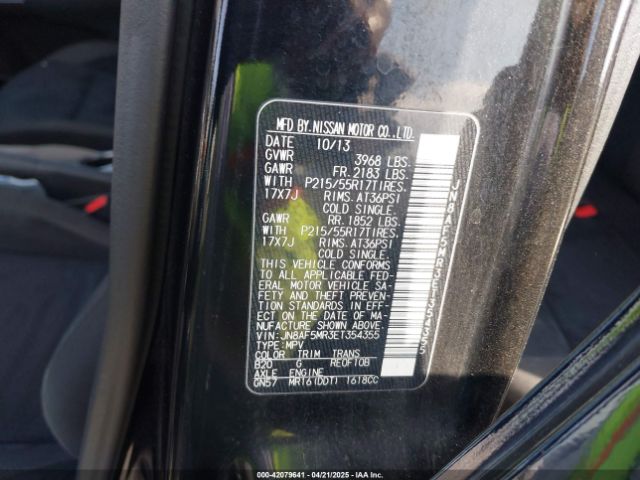 MFD BY. NISSAN MOTOR CO., LTD.
DATE 10/13
GVWR 3968 LBS.
GAWR FR. 2183 LBS.
WITH P215/55R17TIRES.
17X7J RIMS. AT36PSI
COLD SINGLE.
GAWR RR. 1852 LBS.
WITH P215/55R17TIRES.
17X7J RIMS. AT36PSI
COLD SINGLE.
THIS VEHICLE CONFORMS
TO ALL APPLICABLE FED-
ERAL MOTOR VEHICLE SA-
FETY AND THEFT PREVEN-
TION STANDARDS IN EFF-
ECT ON THE DATE OF MA-
NUFACTURE SHOWN ABOVE.
VIN: JN8AF5MR3ET354355
TYPE: MPV
COLOR TRIM TRANS
B20 G RE0F10B
AXLE ENGINE
GN57 MR16(DDT) 1618CC
JN8AF5MR3ET354355
000-42079641 - 04/21/2025 - IAAI.COM